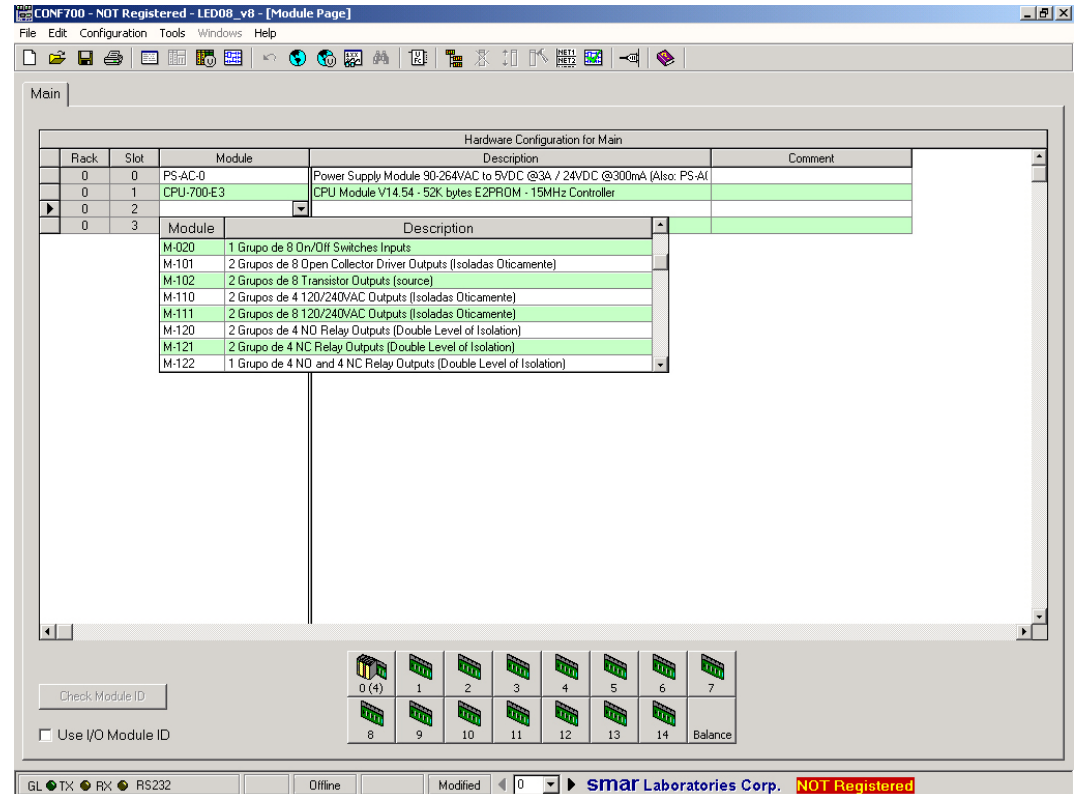 CONF700 - NOT Registered - LED08_v8 - [Module Page]
File Edit Configuration Tools Windows Help
Main
Hardware Configuration for Main
Rack Slot Module Description Comment
0 0 PS-AC-0 Power Supply Module 90-264VAC to 5VDC @3A / 24VDC @300mA (Also: PS-A(
0 1 CPU-700-E3 CPU Module V14.54 - 52K bytes E2PROM - 15MHz Controller
0 2
0 3
Module Description
M-020 1 Grupo de 8 On/Off Switches Inputs
M-101 2 Grupos de 8 Open Collector Driver Outputs (Isoladas Oticamente)
M-102 2 Grupos de 8 Transistor Outputs (source)
M-110 2 Grupos de 4 120/240VAC Outputs (Isoladas Oticamente)
M-111 2 Grupos de 8 120/240VAC Outputs (Isoladas Oticamente)
M-120 2 Grupos de 4 NO Relay Outputs (Double Level of Isolation)
M-121 2 Grupo de 4 NC Relay Outputs (Double Level of Isolation)
M-122 1 Grupo de 4 NO and 4 NC Relay Outputs (Double Level of Isolation)
0 (4) 1 2 3 4 5 6 7
Check Module ID
8 9 10 11 12 13 14 Balance
Use I/O Module ID
GL TX RX RS232 Offline Modified 0 smar Laboratories Corp. NOT Registered